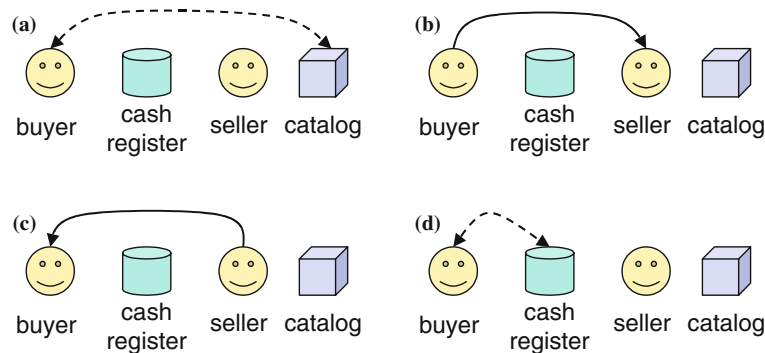 (a)
buyer
cash
register
seller
catalog
(b)
buyer
cash
register
seller
catalog
(c)
buyer
cash
register
seller
catalog
(d)
buyer
cash
register
seller
catalog